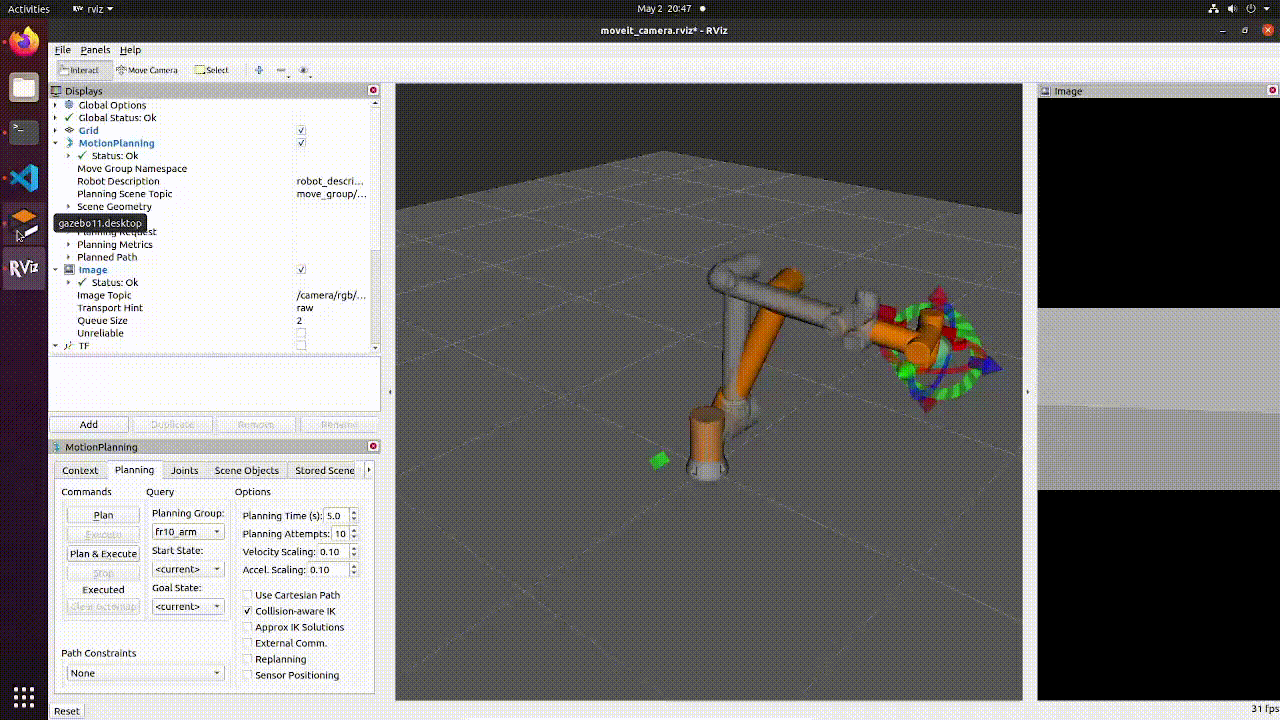 Activities
rviz
May 2 20:47
moveit_camera.rviz* - RViz
File Panels Help
Interact Move Camera Select
Displays
Global Options
Global Status: Ok
Grid
MotionPlanning
Status: Ok
Move Group Namespace
Robot Description robot_descri...
Planning Scene Topic move_group/...
Scene Geometry
gazebo11.desktop
Planning Request
Planning Metrics
Planned Path
Image
Status: Ok
Image Topic /camera/rgb/...
Transport Hint raw
Queue Size 2
Unreliable
TF
Add Duplicate Remove Rename
MotionPlanning
Context Planning Joints Scene Objects Stored Scene
Commands Query Options
Plan
Execute
Plan & Execute
Stop
Executed
Clear octomap
Planning Group:
fr10_arm
Start State:
<current>
Goal State:
<current>
Planning Time (s): 5.0
Planning Attempts: 10
Velocity Scaling: 0.10
Accel. Scaling: 0.10
Use Cartesian Path
Collision-aware IK
Approx IK Solutions
External Comm.
Replanning
Sensor Positioning
Path Constraints
None
Reset
31 fps
Image
RViz